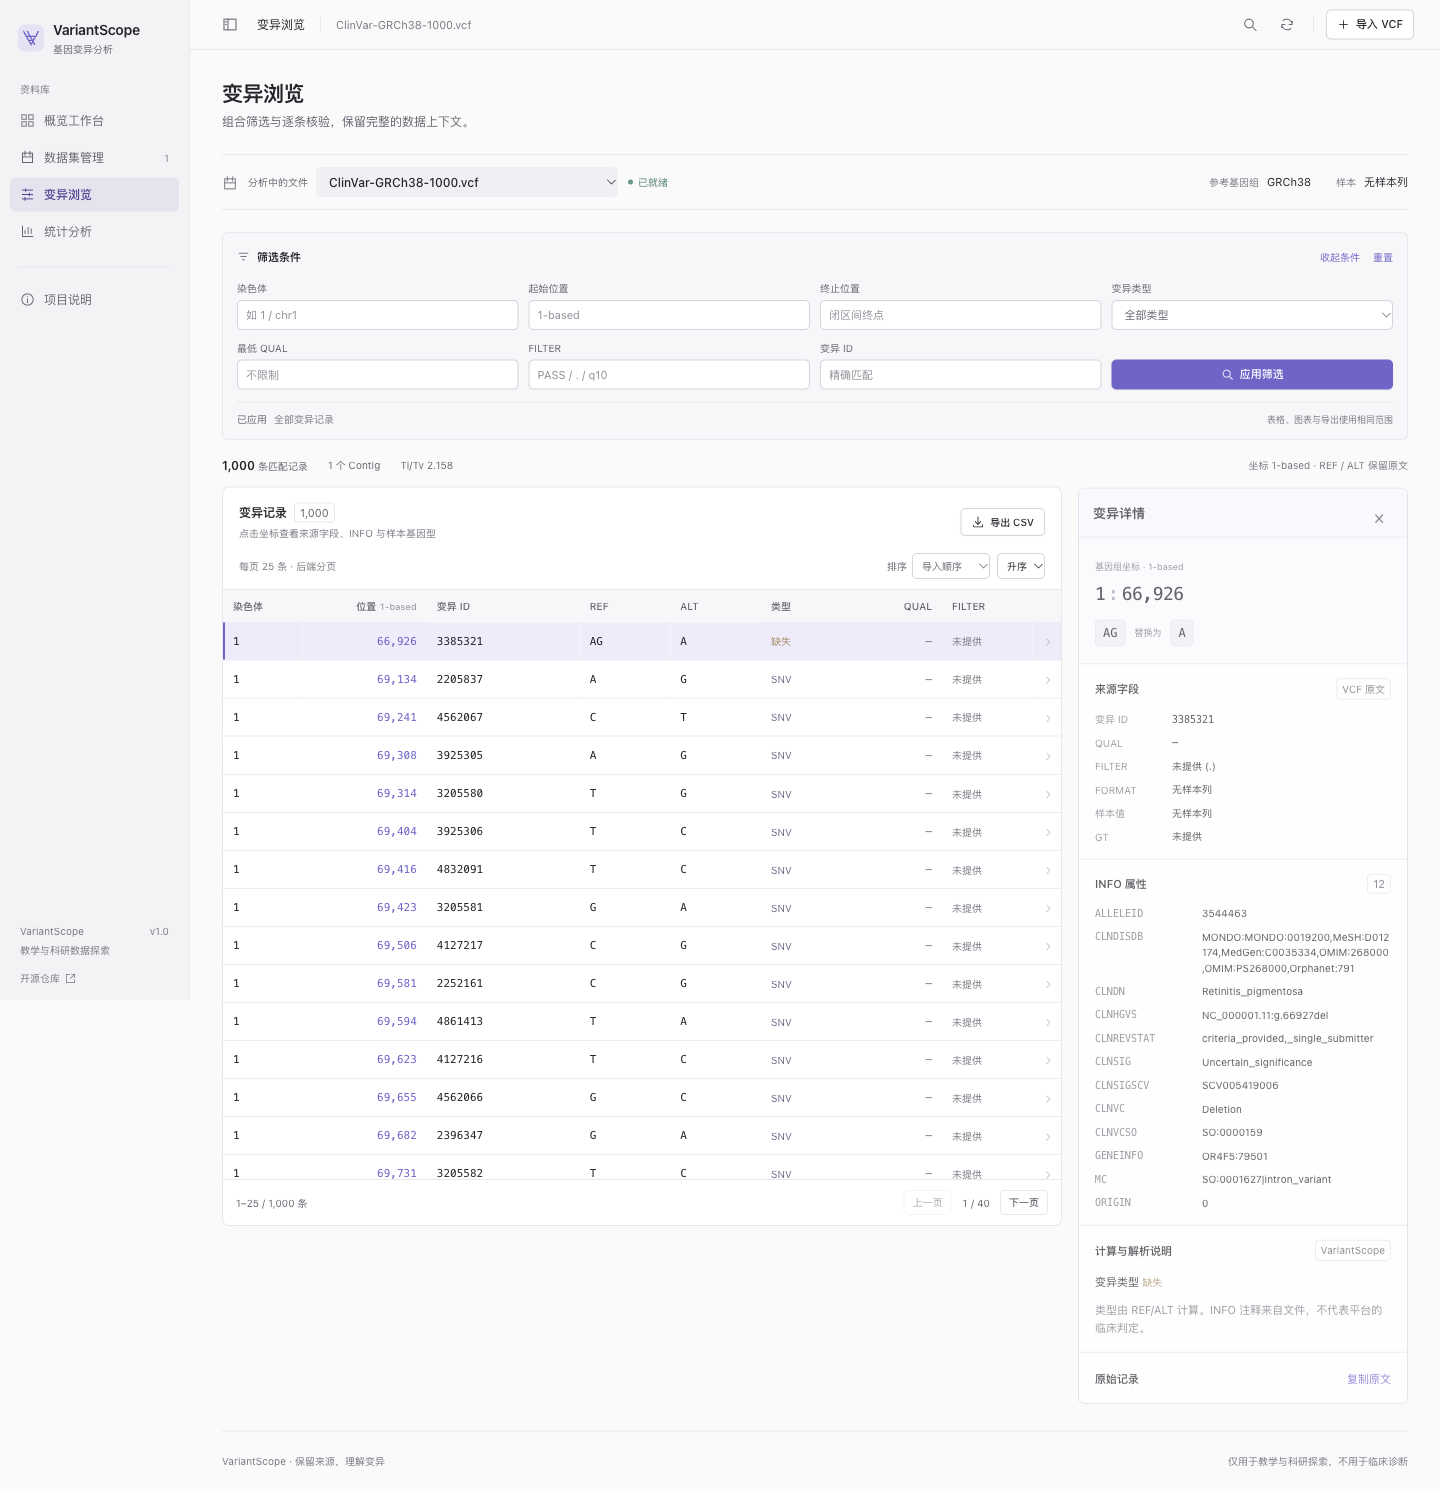 VariantScope
基因变异分析
资料库
概览工作台
数据集管理 1
变异浏览
统计分析
项目说明
VariantScope v1.0
教学与科研数据探索
开源仓库
变异浏览 ClinVar-GRCh38-1000.vcf
导入 VCF
变异浏览
组合筛选与逐条核验，保留完整的数据上下文。
分析中的文件 ClinVar-GRCh38-1000.vcf 已就绪
参考基因组 GRCh38 样本 无样本列
筛选条件 收起条件 重置
染色体 起始位置 终止位置 变异类型
如 1 / chr1 1-based 闭区间终点 全部类型
最低 QUAL FILTER 变异 ID
不限制 PASS / . / q10 精确匹配 应用筛选
已应用 全部变异记录 表格、图表与导出使用相同范围
1,000 条匹配记录 1 个 Contig Ti/Tv 2.158 坐标 1-based · REF / ALT 保留原文
变异记录 1,000
点击坐标查看来源字段、INFO 与样本基因型
导出 CSV
每页 25 条 · 后端分页 排序 导入顺序 升序
染色体 位置 1-based 变异 ID REF ALT 类型 QUAL FILTER
1 66,926 3385321 AG A 缺失 — 未提供
1 69,134 2205837 A G SNV — 未提供
1 69,241 4562067 C T SNV — 未提供
1 69,308 3925305 A G SNV — 未提供
1 69,314 3205580 T G SNV — 未提供
1 69,404 3925306 T C SNV — 未提供
1 69,416 4832091 T C SNV — 未提供
1 69,423 3205581 G A SNV — 未提供
1 69,506 4127217 C G SNV — 未提供
1 69,581 2252161 C G SNV — 未提供
1 69,594 4861413 T A SNV — 未提供
1 69,623 4127216 T C SNV — 未提供
1 69,655 4562066 G C SNV — 未提供
1 69,682 2396347 G A SNV — 未提供
1 69,731 3205582 T C SNV — 未提供
1–25 / 1,000 条 上一页 1 / 40 下一页
变异详情
基因组坐标 · 1-based
1 : 66,926
AG 替换为 A
来源字段 VCF 原文
变异 ID 3385321
QUAL —
FILTER 未提供 (.)
FORMAT 无样本列
样本值 无样本列
GT 未提供
INFO 属性 12
ALLELEID 3544463
CLNDISDB MONDO:MONDO:0019200,MeSH:D012
174,MedGen:C0035334,OMIM:268000
,OMIM:PS268000,Orphanet:791
CLNDN Retinitis_pigmentosa
CLNHGVS NC_000001.11:g.66927del
CLNREVSTAT criteria_provided,_single_submitter
CLNSIG Uncertain_significance
CLNSIGSCV SCV005419006
CLNVC Deletion
CLNVCSO SO:0000159
GENEINFO OR4F5:79501
MC SO:0001627|intron_variant
ORIGIN 0
计算与解析说明 VariantScope
变异类型 缺失
类型由 REF/ALT 计算。INFO 注释来自文件，不代表平台的
临床判定。
原始记录 复制原文
VariantScope · 保留来源，理解变异 仅用于教学与科研探索，不用于临床诊断